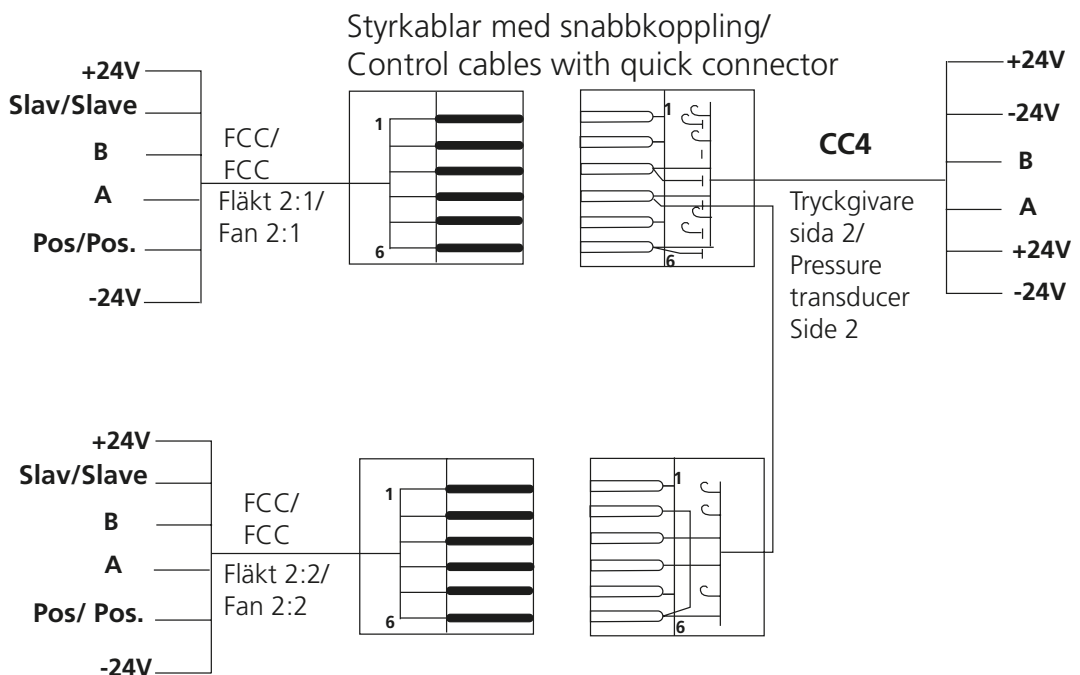 Styrkablar med snabbkoppling/
Control cables with quick connector
+24V
Slav/Slave
B
A
Pos/Pos.
-24V
FCC/
FCC
Fläkt 2:1/
Fan 2:1
1
6
1
6
CC4
Tryckgivare
sida 2/
Pressure
transducer
Side 2
+24V
-24V
B
A
+24V
-24V
+24V
Slav/Slave
B
A
Pos/ Pos.
-24V
FCC/
FCC
Fläkt 2:2/
Fan 2:2
1
6
1
6